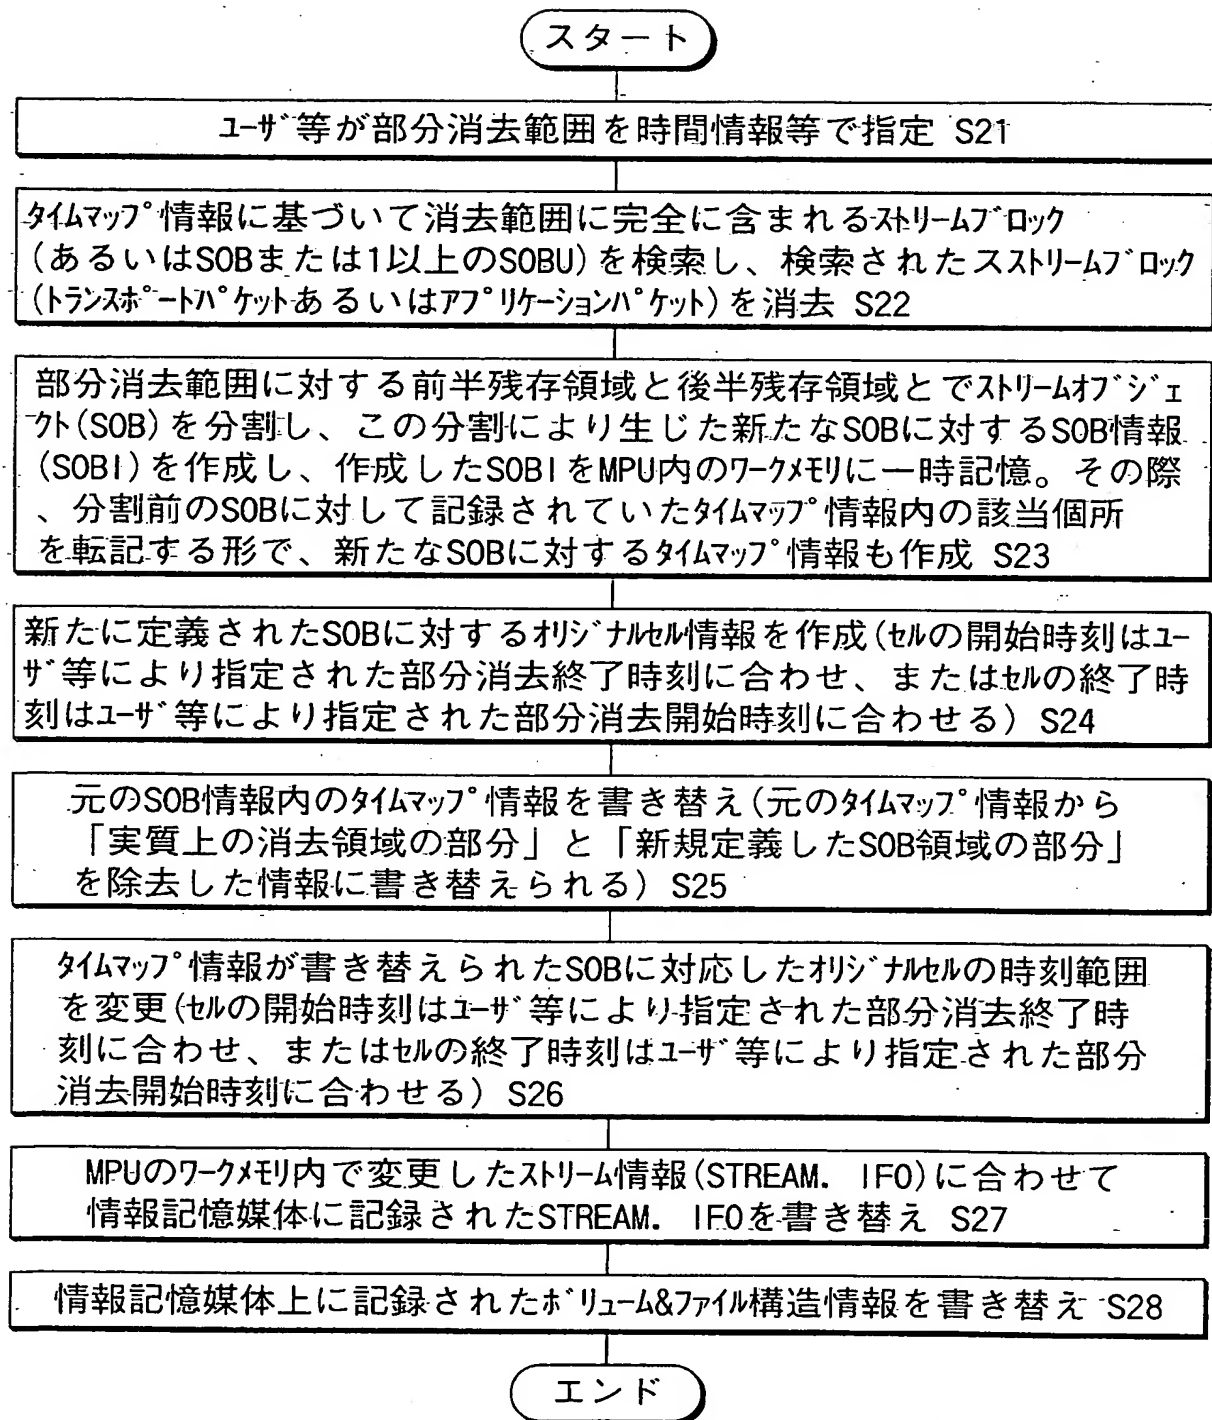 スタート
ユーザ等が部分消去範囲を時間情報等で指定 S21
タイムマップ情報に基づいて消去範囲に完全に含まれるストリームブロック
(あるいはSOBまたは1以上のSOBU)を検索し、検索されたスストリームブロック
(トランスポートパケットあるいはアプリケーションパケット)を消去 S22
部分消去範囲に対する前半残存領域と後半残存領域とでストリームオブジェ
クト(SOB)を分割し、この分割により生じた新たなSOBに対するSOB情報
(SOBI)を作成し、作成したSOBIをMPU内のワークメモリに一時記憶。その際
、分割前のSOBに対して記録されていたタイムマップ情報内の該当個所
を転記する形で、新たなSOBに対するタイムマップ情報も作成 S23
新たに定義されたSOBに対するオリジナルセル情報を作成(セルの開始時刻はユー
ザ等により指定された部分消去終了時刻に合わせ、またはセルの終了時
刻はユーザ等により指定された部分消去開始時刻に合わせる) S24
元のSOB情報内のタイムマップ情報を書き替え(元のタイムマップ情報から
「実質上の消去領域の部分」と「新規定義したSOB領域の部分」
を除去した情報に書き替えられる) S25
タイムマップ情報が書き替えられたSOBに対応したオリジナルセルの時刻範囲
を変更(セルの開始時刻はユーザ等により指定された部分消去終了時
刻に合わせ、またはセルの終了時刻はユーザ等により指定された部分
消去開始時刻に合わせる) S26
MPUのワークメモリ内で変更したストリーム情報(STREAM. IFO)に合わせて
情報記憶媒体に記録されたSTREAM. IFOを書き替え S27
情報記憶媒体上に記録されたボリューム&ファイル構造情報を書き替え S28
エンド